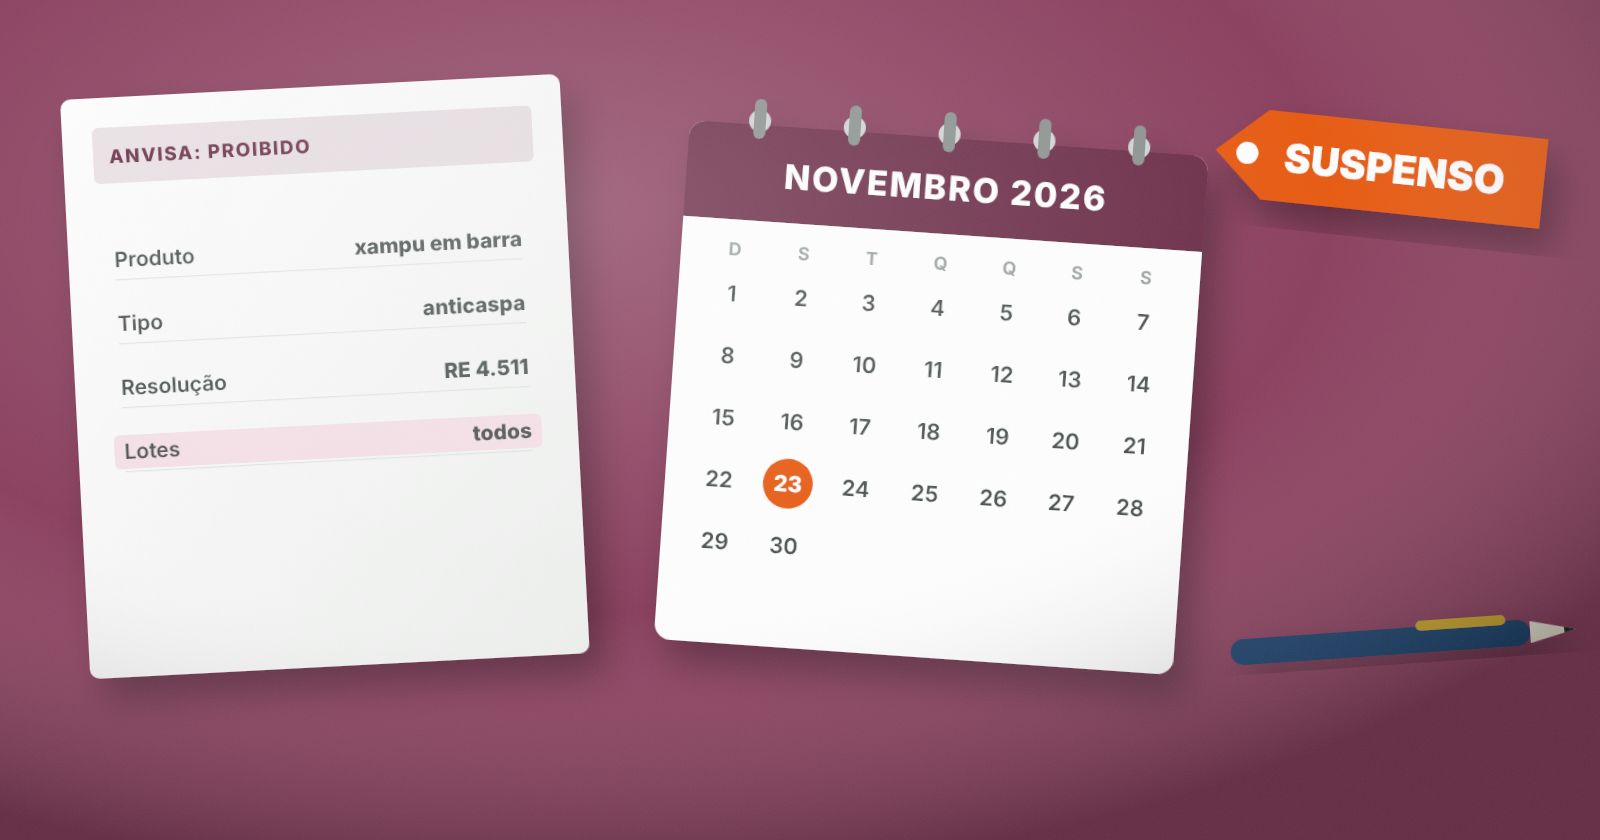 ANVISA: PROIBIDO
Produto xampu em barra
Tipo anticaspa
Resolução RE 4.511
Lotes todos
NOVEMBRO 2026
D S T Q Q S S
1 2 3 4 5 6 7
8 9 10 11 12 13 14
15 16 17 18 19 20 21
22 23 24 25 26 27 28
29 30
SUSPENSO